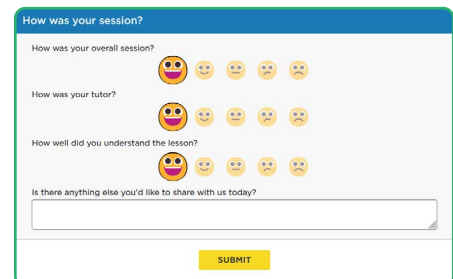 How was your session?
How was your overall session?
How was your tutor?
How well did you understand the lesson?
Is there anything else you'd like to share with us today?
SUBMIT